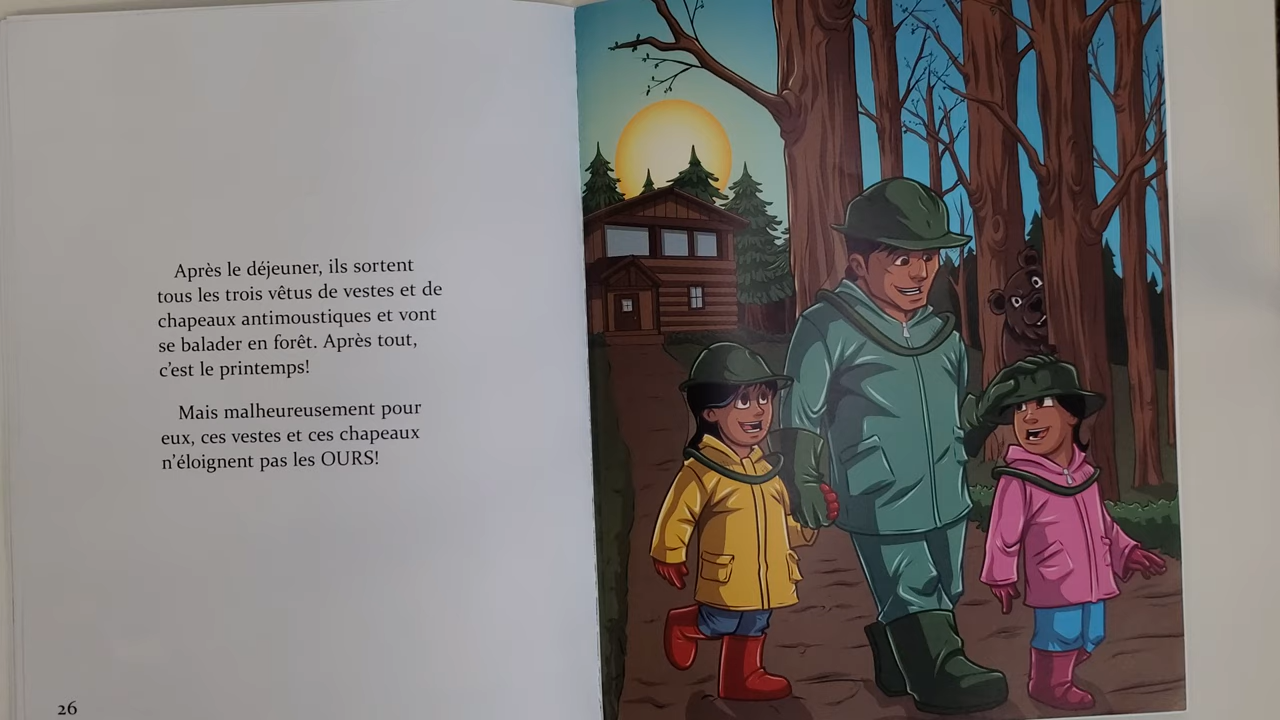 Après le déjeuner, ils sortent
tous les trois vêtus de vestes et de
chapeaux antimoustiques et vont
se balader en forêt. Après tout,
c'est le printemps!
Mais malheureusement pour
eux, ces vestes et ces chapeaux
n'éloignent pas les OURS!
26